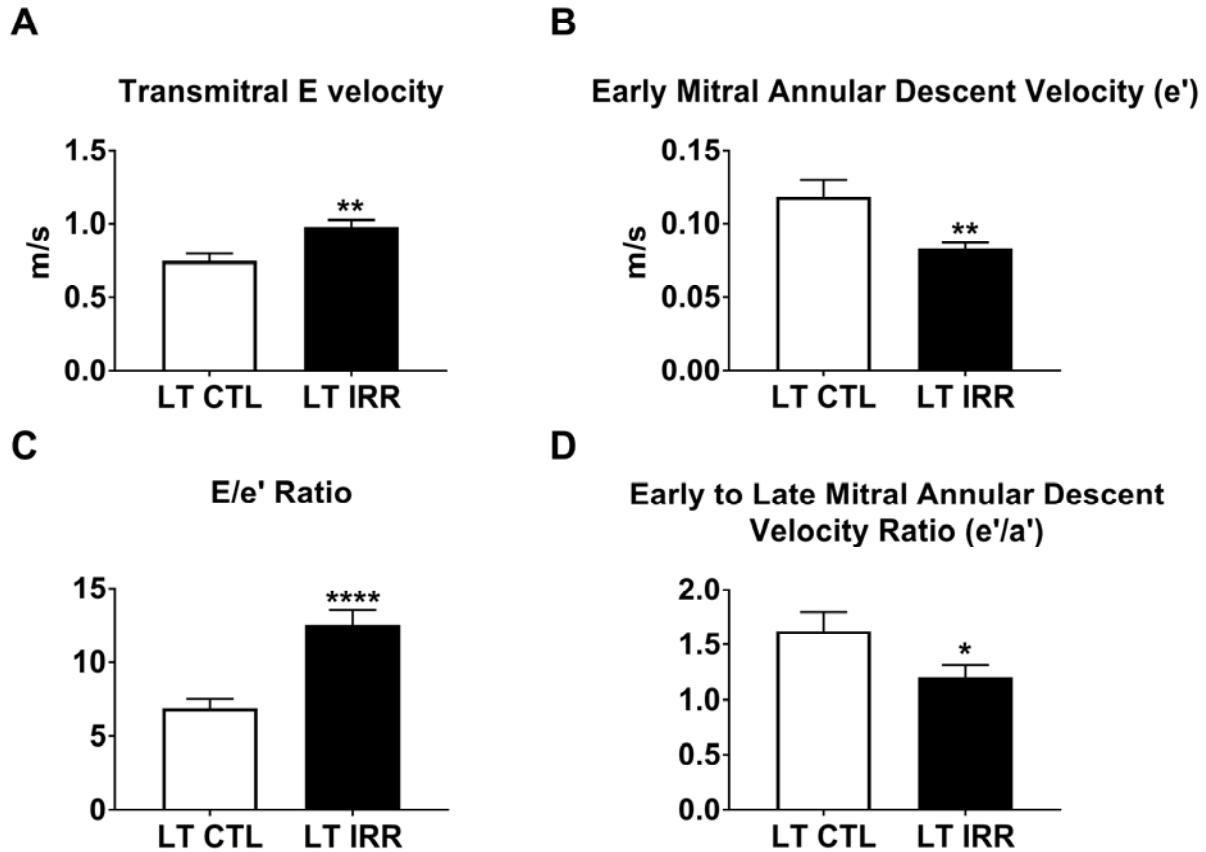 A
Transmitral E velocity
1.5
1.0
0.5
0.0
m/s
**
LT CTL LT IRR
B
Early Mitral Annular Descent Velocity (e')
0.15
0.10
0.05
0.00
m/s
**
LT CTL LT IRR
C
E/e' Ratio
15
10
5
0
****
LT CTL LT IRR
D
Early to Late Mitral Annular Descent
Velocity Ratio (e'/a')
2.0
1.5
1.0
0.5
0.0
*
LT CTL LT IRR